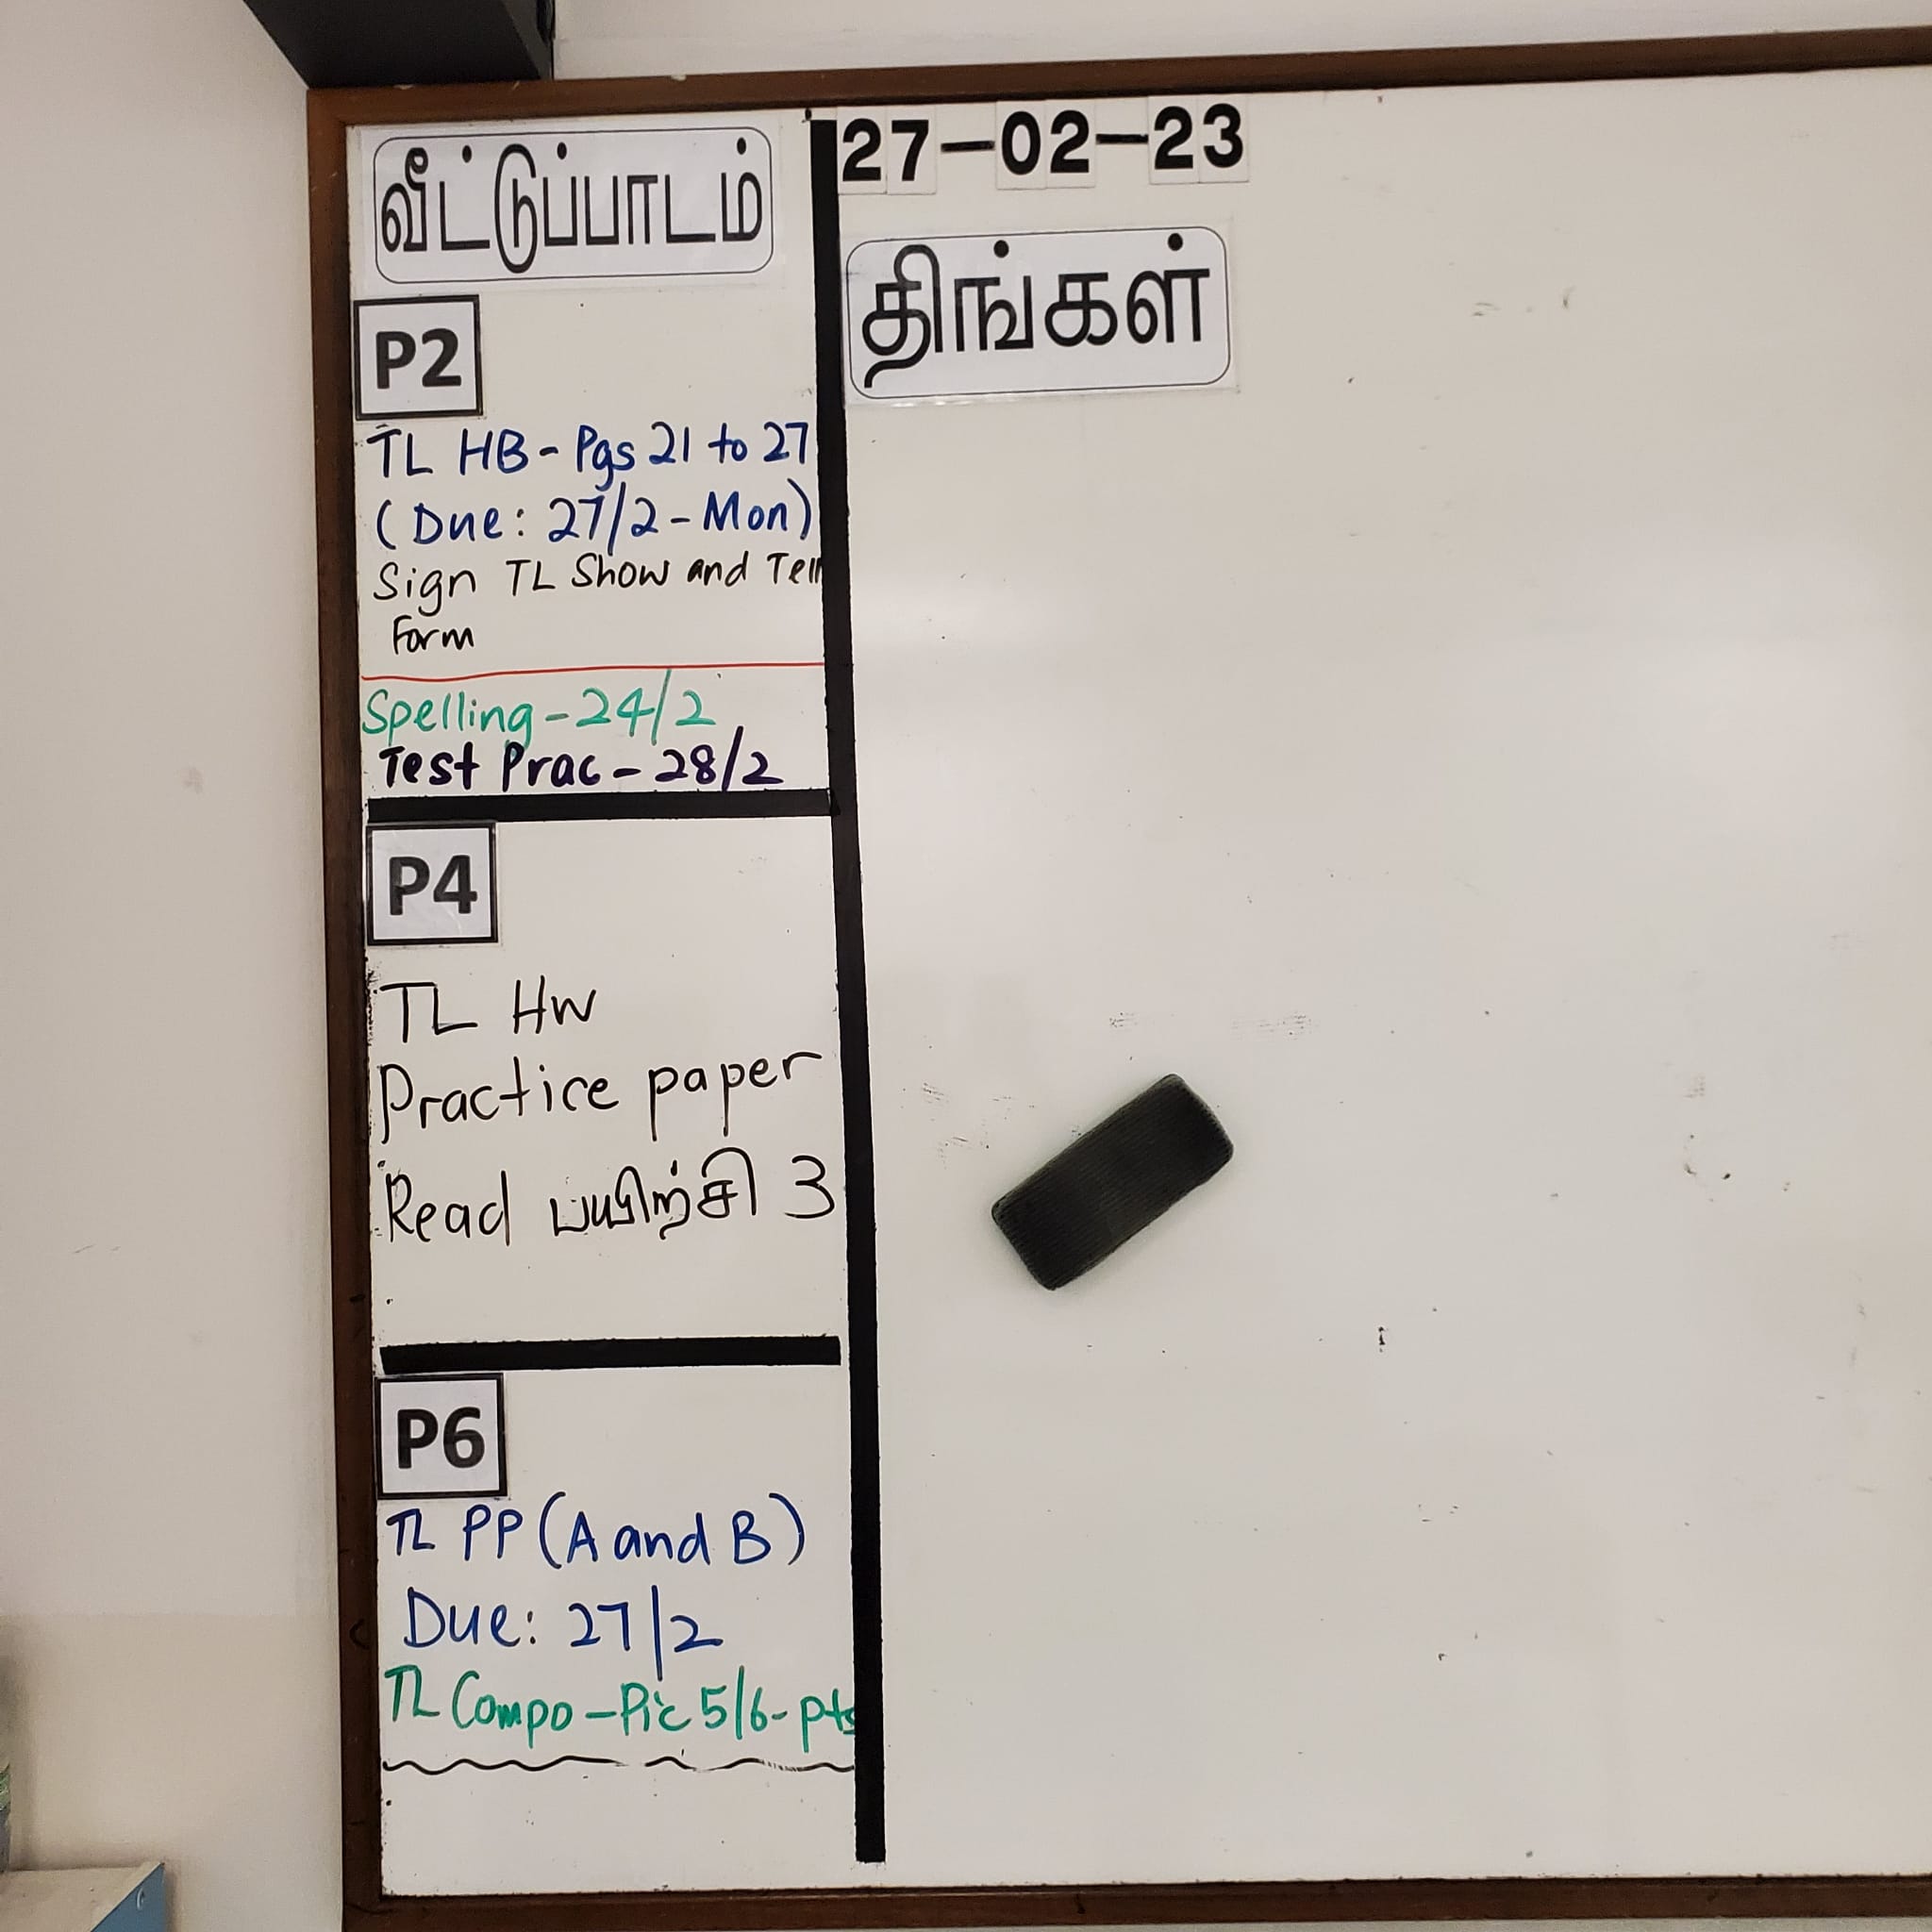 வீட்டுப்பாடம்
P2
TL HB - Pgs 21 to 27
(Due: 27/2 - Mon)
Sign TL Show and Tell
Form
Spelling - 24/2
Test Prac - 28/2
P4
TL HW
Practice paper
Read பயிற்சி 3
P6
TL PP (A and B)
Due: 27/2
TL Compo - Pic 5/6 - pts
27-02-23
திங்கள்